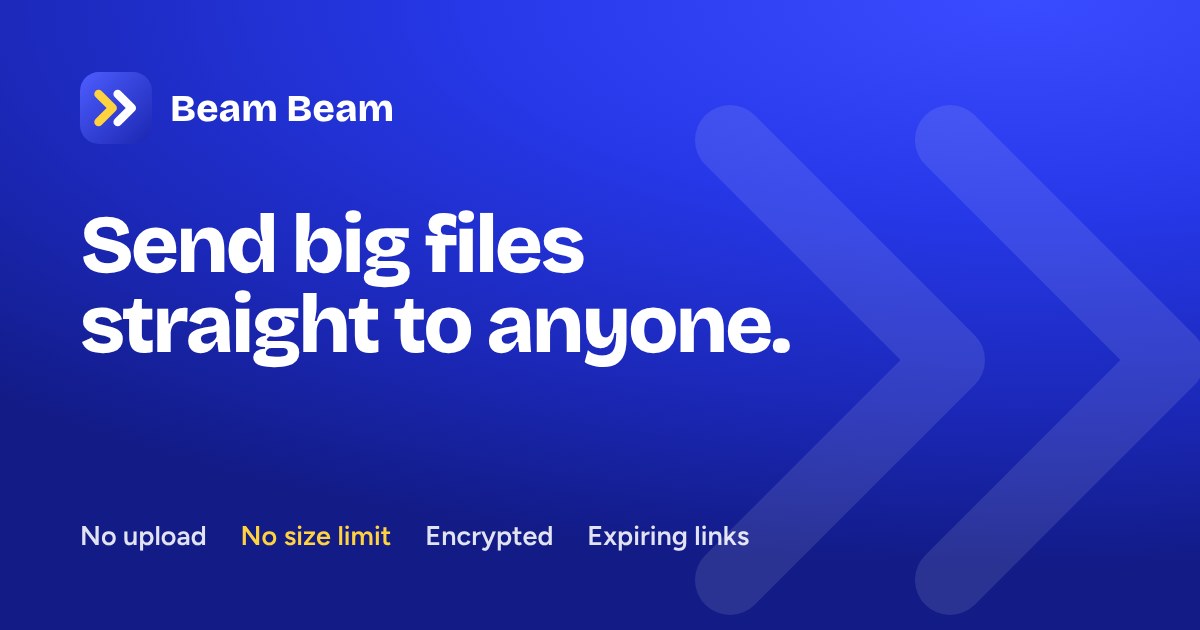 Beam Beam
Send big files
straight to anyone.
No upload No size limit Encrypted Expiring links